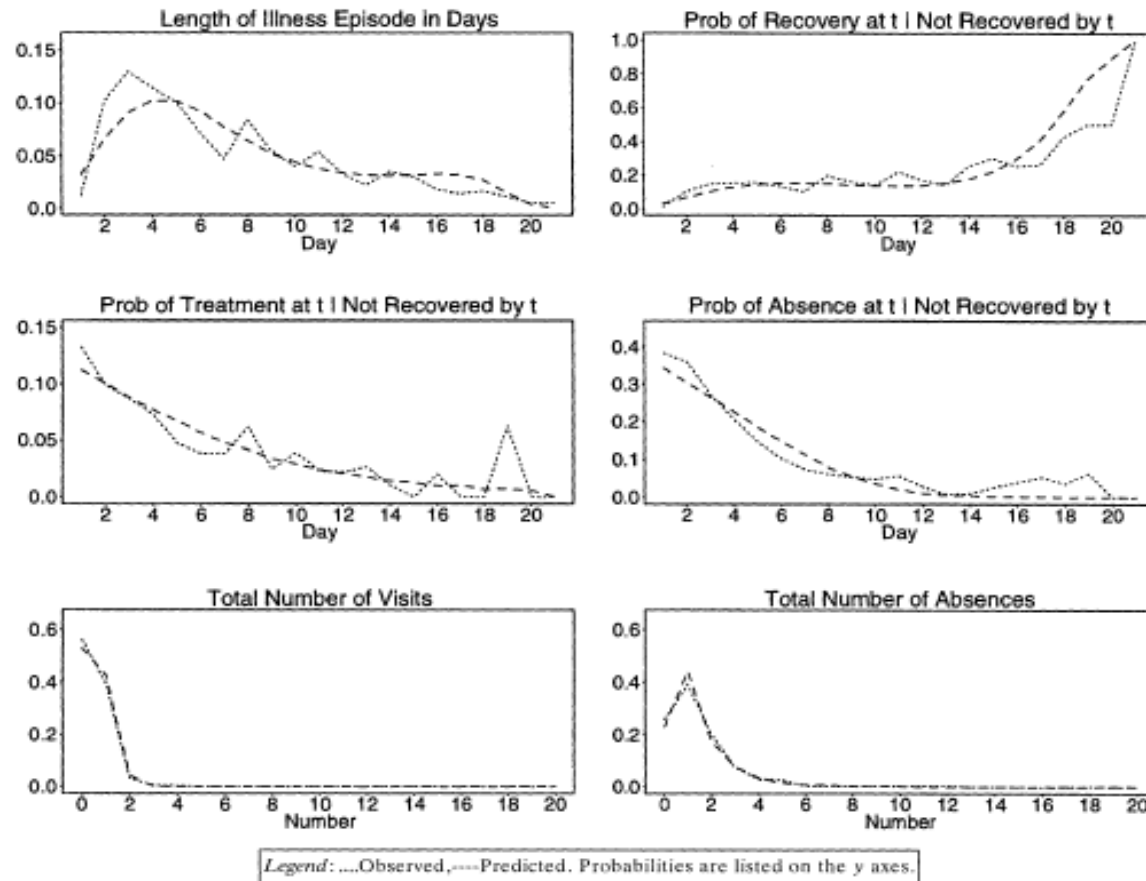 Length of Illness Episode in Days
0.15
0.10
0.05
0.0
2 4 6 8 10 12 14 16 18 20
Day
Prob of Recovery at t I Not Recovered by t
1.0
0.8
0.6
0.4
0.2
0.0
2 4 6 8 10 12 14 16 18 20
Day
Prob of Treatment at t I Not Recovered by t
0.15
0.10
0.05
0.0
2 4 6 8 10 12 14 16 18 20
Day
Prob of Absence at t I Not Recovered by t
0.4
0.3
0.2
0.1
0.0
2 4 6 8 10 12 14 16 18 20
Day
Total Number of Visits
0.6
0.4
0.2
0.0
0 2 4 6 8 10 12 14 16 18 20
Number
Total Number of Absences
0.6
0.4
0.2
0.0
0 2 4 6 8 10 12 14 16 18 20
Number
Legend: ....Observed,----Predicted. Probabilities are listed on the y axes.